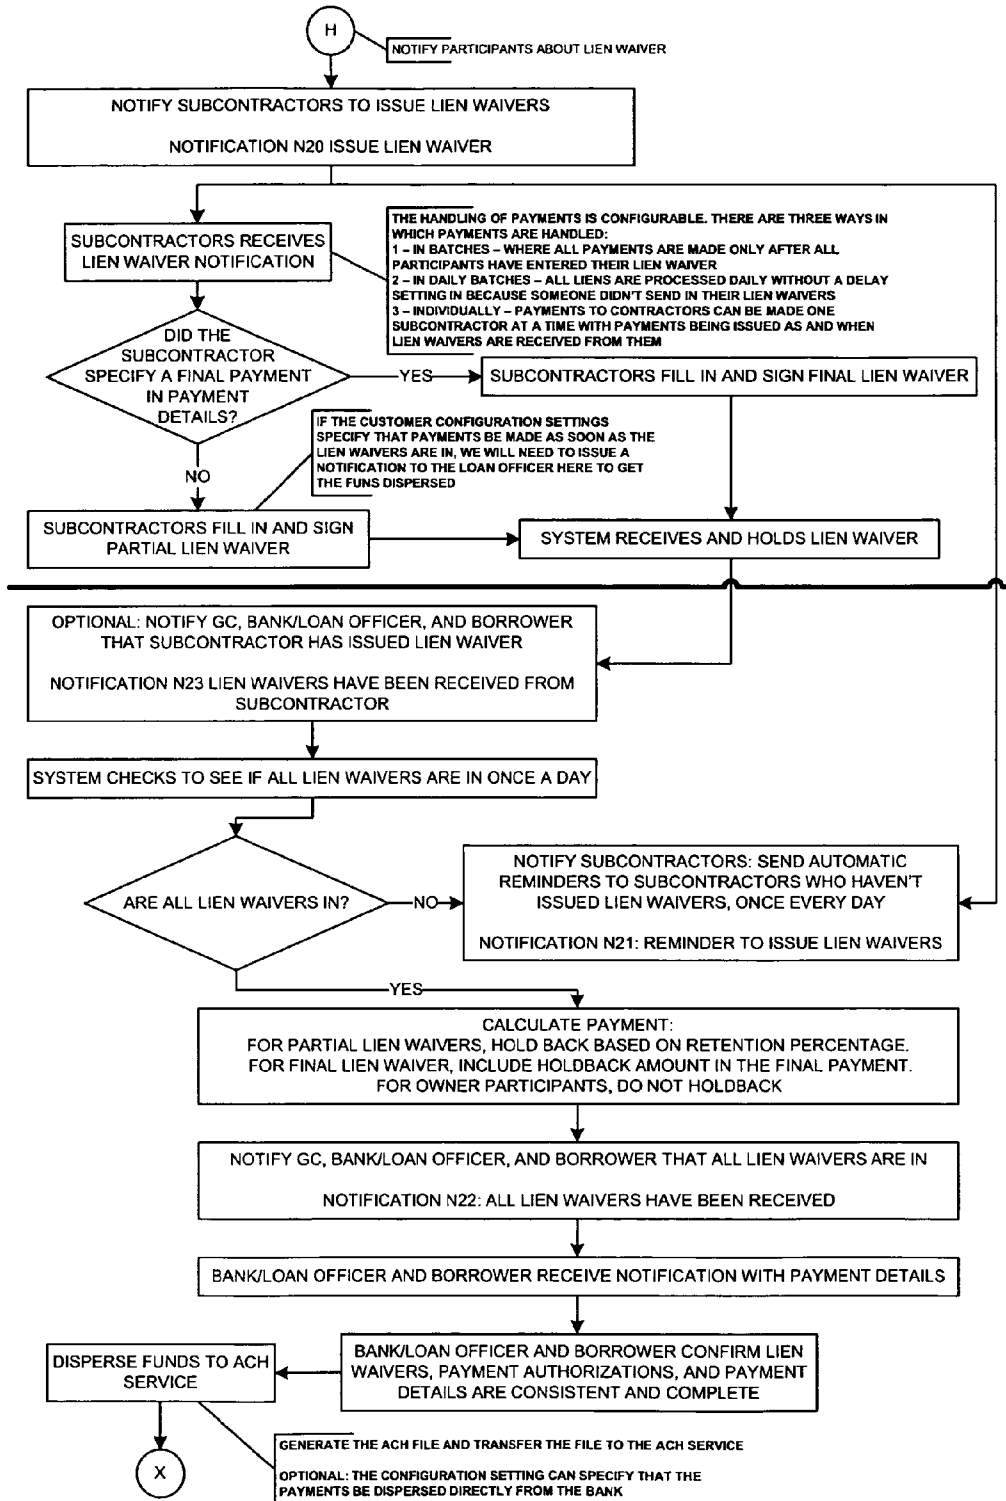 H
NOTIFY PARTICIPANTS ABOUT LIEN WAIVER
NOTIFY SUBCONTRACTORS TO ISSUE LIEN WAIVERS
NOTIFICATION N20 ISSUE LIEN WAIVER
SUBCONTRACTORS RECEIVES
LIEN WAIVER NOTIFICATION
THE HANDLING OF PAYMENTS IS CONFIGURABLE. THERE ARE THREE WAYS IN
WHICH PAYMENTS ARE HANDLED:
1 – IN BATCHES – WHERE ALL PAYMENTS ARE MADE ONLY AFTER ALL
PARTICIPANTS HAVE ENTERED THEIR LIEN WAIVER
2 – IN DAILY BATCHES – ALL LIENS ARE PROCESSED DAILY WITHOUT A DELAY
SETTING IN BECAUSE SOMEONE DIDN'T SEND IN THEIR LIEN WAIVERS
3 – INDIVIDUALLY – PAYMENTS TO CONTRACTORS CAN BE MADE ONE
SUBCONTRACTOR AT A TIME WITH PAYMENTS BEING ISSUED AS AND WHEN
LIEN WAIVERS ARE RECEIVED FROM THEM
DID THE
SUBCONTRACTOR
SPECIFY A FINAL PAYMENT
IN PAYMENT
DETAILS?
YES
SUBCONTRACTORS FILL IN AND SIGN FINAL LIEN WAIVER
IF THE CUSTOMER CONFIGURATION SETTINGS
SPECIFY THAT PAYMENTS BE MADE AS SOON AS THE
LIEN WAIVERS ARE IN, WE WILL NEED TO ISSUE A
NOTIFICATION TO THE LOAN OFFICER HERE TO GET
THE FUNS DISPERSED
NO
SUBCONTRACTORS FILL IN AND SIGN
PARTIAL LIEN WAIVER
SYSTEM RECEIVES AND HOLDS LIEN WAIVER
OPTIONAL: NOTIFY GC, BANK/LOAN OFFICER, AND BORROWER
THAT SUBCONTRACTOR HAS ISSUED LIEN WAIVER
NOTIFICATION N23 LIEN WAIVERS HAVE BEEN RECEIVED FROM
SUBCONTRACTOR
SYSTEM CHECKS TO SEE IF ALL LIEN WAIVERS ARE IN ONCE A DAY
ARE ALL LIEN WAIVERS IN?
NO
NOTIFY SUBCONTRACTORS: SEND AUTOMATIC
REMINDERS TO SUBCONTRACTORS WHO HAVEN'T
ISSUED LIEN WAIVERS, ONCE EVERY DAY
NOTIFICATION N21: REMINDER TO ISSUE LIEN WAIVERS
YES
CALCULATE PAYMENT:
FOR PARTIAL LIEN WAIVERS, HOLD BACK BASED ON RETENTION PERCENTAGE.
FOR FINAL LIEN WAIVER, INCLUDE HOLDBACK AMOUNT IN THE FINAL PAYMENT.
FOR OWNER PARTICIPANTS, DO NOT HOLDBACK
NOTIFY GC, BANK/LOAN OFFICER, AND BORROWER THAT ALL LIEN WAIVERS ARE IN
NOTIFICATION N22: ALL LIEN WAIVERS HAVE BEEN RECEIVED
BANK/LOAN OFFICER AND BORROWER RECEIVE NOTIFICATION WITH PAYMENT DETAILS
BANK/LOAN OFFICER AND BORROWER CONFIRM LIEN
WAIVERS, PAYMENT AUTHORIZATIONS, AND PAYMENT
DETAILS ARE CONSISTENT AND COMPLETE
DISPERSE FUNDS TO ACH
SERVICE
GENERATE THE ACH FILE AND TRANSFER THE FILE TO THE ACH SERVICE
OPTIONAL: THE CONFIGURATION SETTING CAN SPECIFY THAT THE
PAYMENTS BE DISPERSED DIRECTLY FROM THE BANK
X